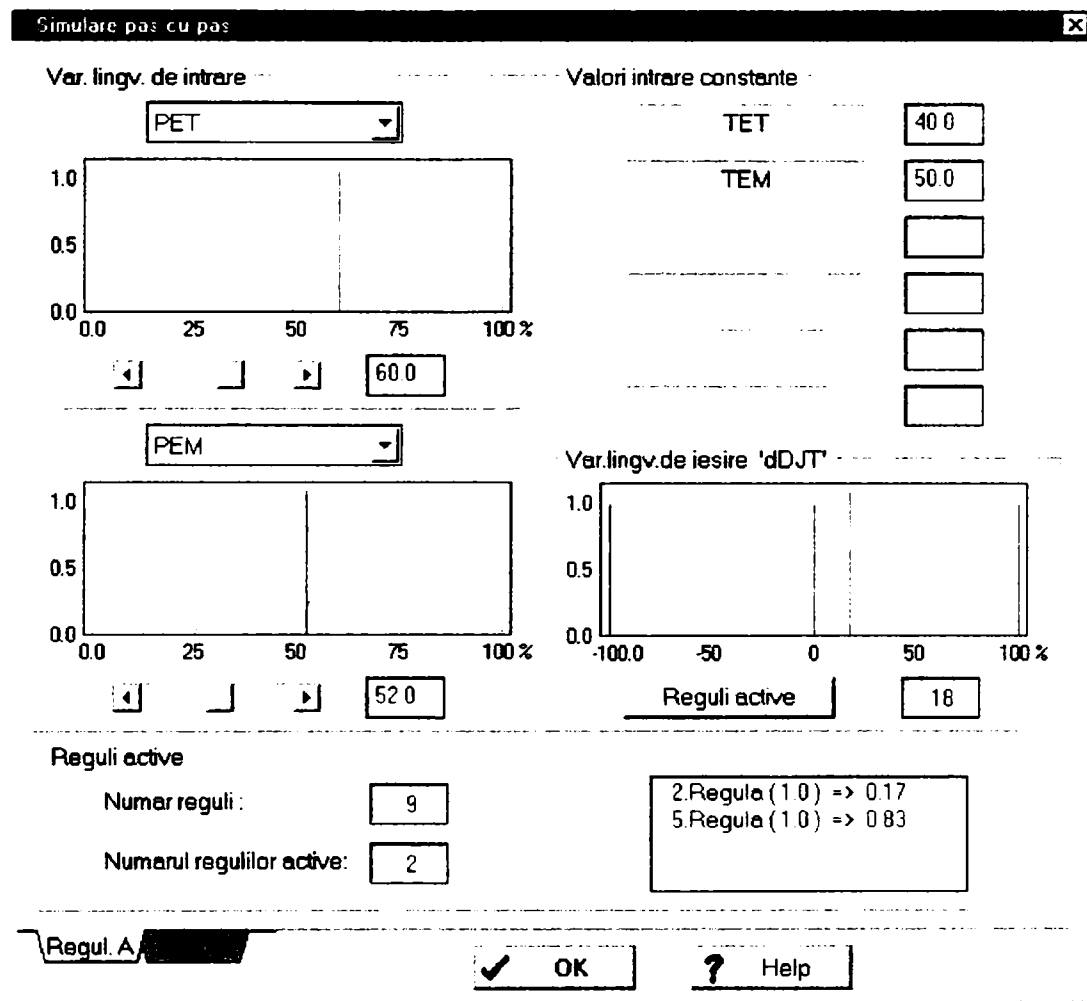 Simulare pas cu pas
Var. lingv. de intrare
PET
1.0
0.5
0.0
0.0 25 50 75 100 %
60.0
PEM
1.0
0.5
0.0
0.0 25 50 75 100 %
52.0
Valori intrare constante
TET 40.0
TEM 50.0
Var.lingv.de iesire 'dDJT'
1.0
0.5
0.0
-100.0 -50 0 50 100 %
Reguli active 18
Reguli active
Numar reguli : 9
Numarul regulilor active: 2
2.Regula ( 1.0 ) => 0.17
5.Regula ( 1.0 ) => 0.83
Regul. A
OK
? Help